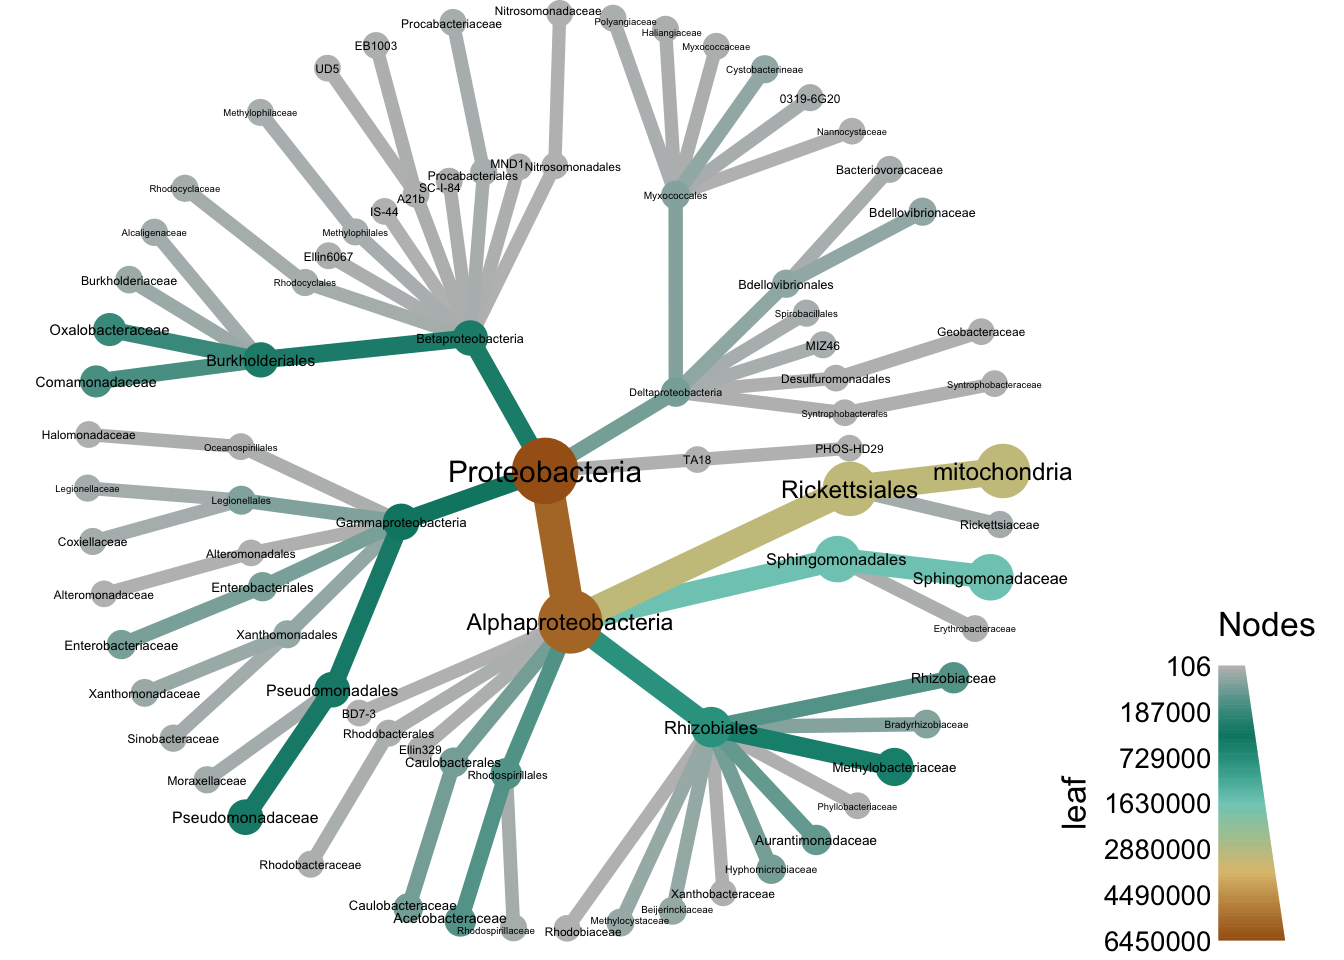 Nitrosomonadaceae
Polyangiaceae
Procabacteriaceae
Haliangiaceae
EB1003
Myxococcaceae
UD5
Cystobacterineae
0319-6G20
Methylophilaceae
Nannocystaceae
MND1
Nitrosomonadales
Bacteriovoracaceae
Procabacteriales
SC-I-84
Rhodocyclaceae
A21b
Myxococcales
IS-44
Bdellovibrionaceae
Alcaligenaceae
Methylophilales
Ellin6067
Burkholderiaceae
Rhodocyclales
Bdellovibrionales
Spirobacillales
Oxalobacteraceae
Geobacteraceae
Betaproteobacteria
MIZ46
Burkholderiales
Desulfuromonadales
Comamonadaceae
Syntrophobacteraceae
Deltaproteobacteria
Syntrophobacterales
Halomonadaceae
Oceanospirillales
PHOS-HD29
TA18
Proteobacteria
mitochondria
Rickettsiales
Legionellaceae
Legionellales
Gammaproteobacteria
Rickettsiaceae
Coxiellaceae
Alteromonadales
Sphingomonadales
Sphingomonadaceae
Enterobacteriales
Alteromonadaceae
Alphaproteobacteria
Erythrobacteraceae
Xanthomonadales
Enterobacteriaceae
Rhizobiaceae
Pseudomonadales
Xanthomonadaceae
BD7-3
Bradyrhizobiaceae
Rhizobiales
Rhodobacterales
Sinobacteraceae
Ellin329
Caulobacterales
Methylobacteriaceae
Rhodospirillales
Moraxellaceae
Phyllobacteriaceae
Pseudomonadaceae
Aurantimonadaceae
Rhodobacteraceae
Hyphomicrobiaceae
Xanthobacteraceae
Caulobacteraceae
Beijerinckiaceae
Acetobacteraceae
Methylocystaceae
Rhodospirillaceae
Rhodobiaceae
Nodes
106
187000
729000
1630000
2880000
4490000
6450000
leaf